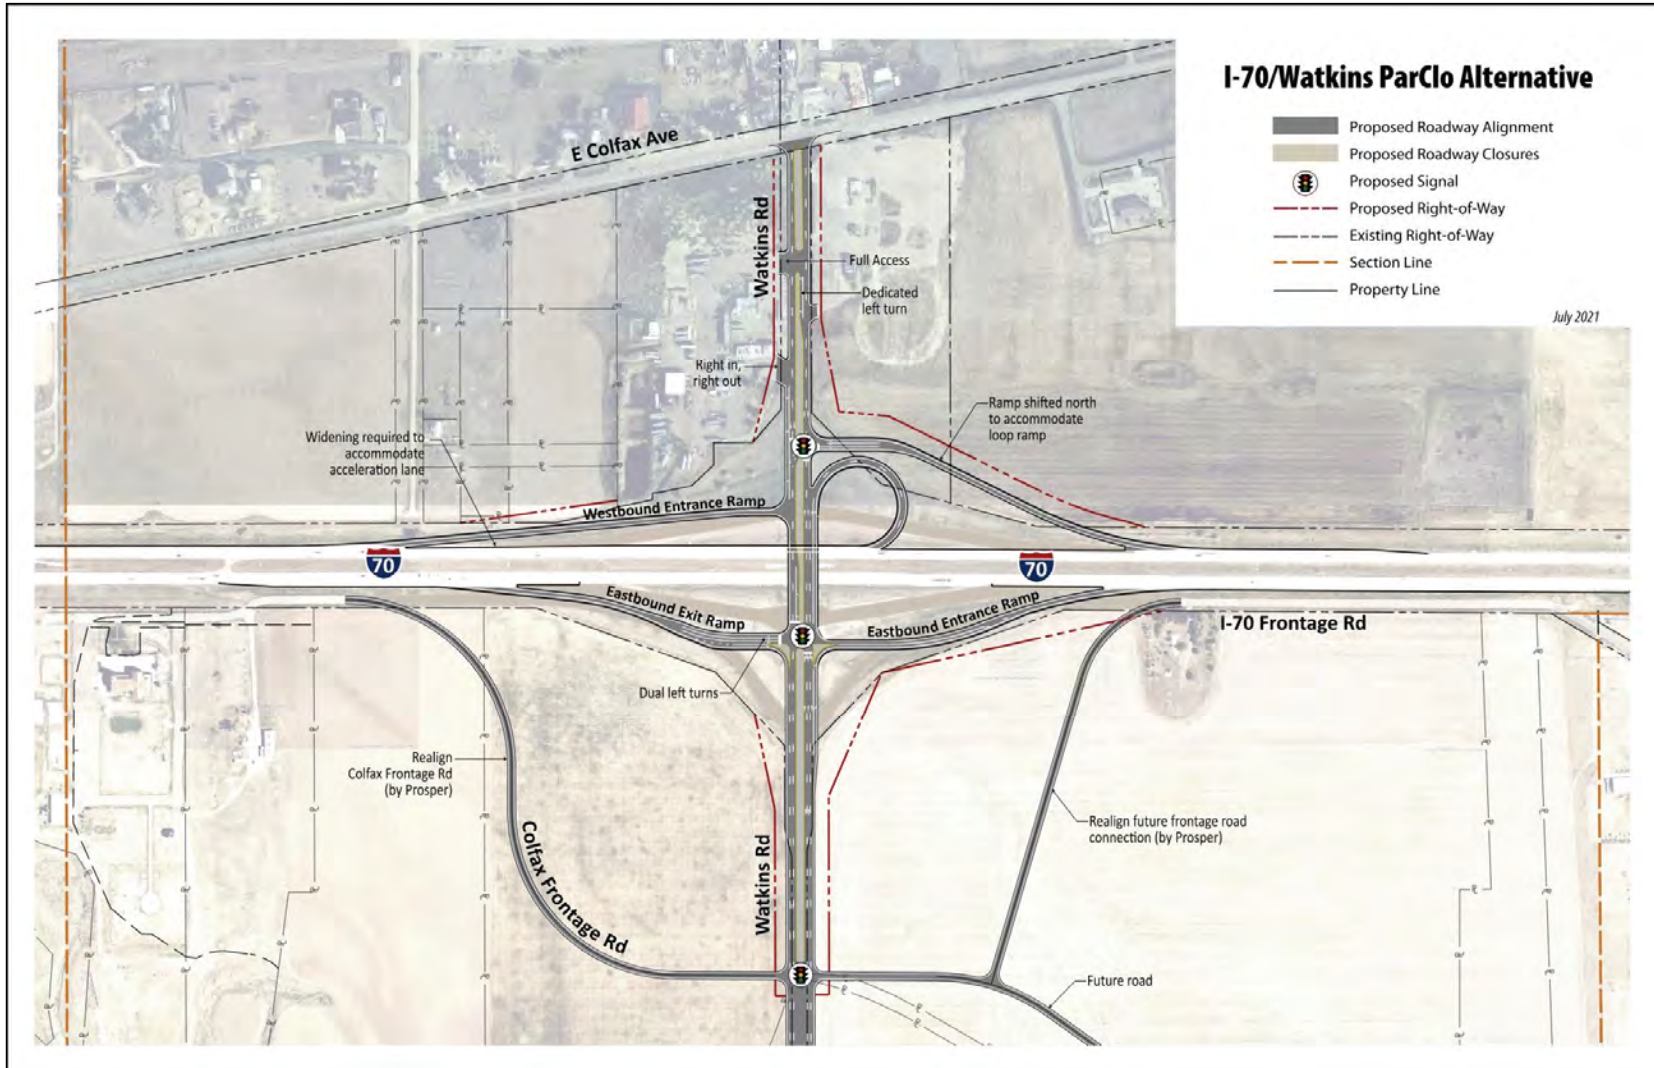 I-70/Watkins ParClo Alternative
Proposed Roadway Alignment
Proposed Roadway Closures
Proposed Signal
Proposed Right-of-Way
Existing Right-of-Way
Section Line
Property Line
July 2021
E Colfax Ave
Watkins Rd
Full Access
Dedicated
left turn
Right in,
right out
Ramp shifted north
to accommodate
loop ramp
Widening required to
accommodate
acceleration lane
Westbound Entrance Ramp
70
70
Eastbound Exit Ramp
Eastbound Entrance Ramp
I-70 Frontage Rd
Dual left turns
Realign
Colfax Frontage Rd
(by Prosper)
Colfax Frontage Rd
Watkins Rd
Realign future frontage road
connection (by Prosper)
Future road